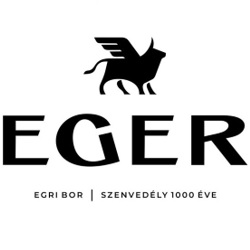 EGER
EGRI BOR | SZENVEDÉLY 1000 ÉVE